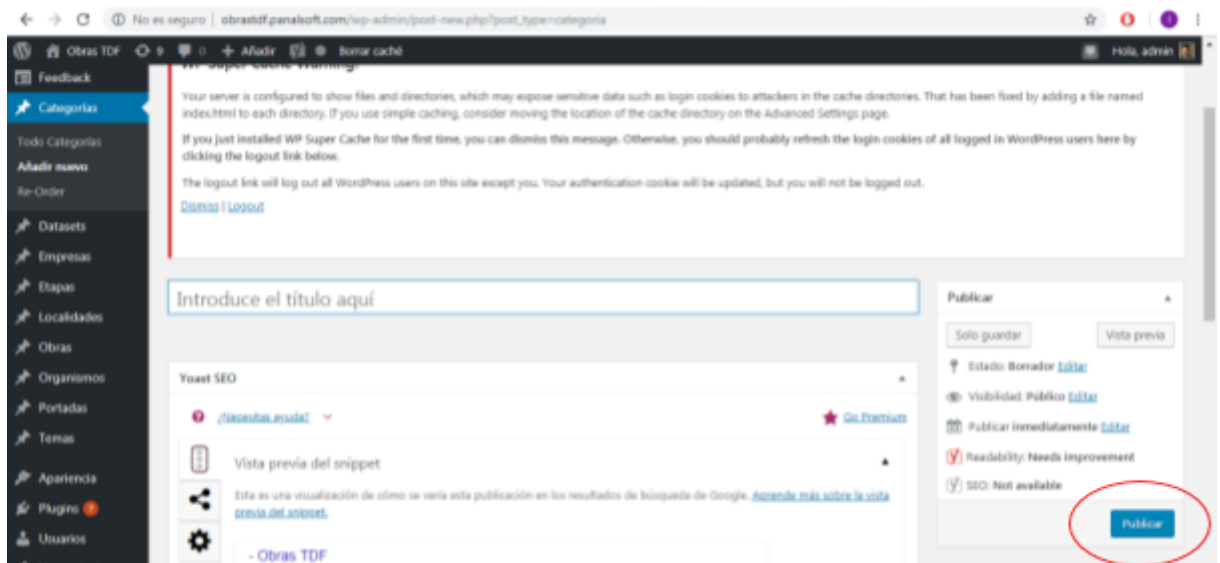 No es seguro | obrastdf.panalsoft.com/wp-admin/post-new.php?post_type=categoria
Obras TDF 9 0 + Añadir Borrar caché Hola, admin
Feedback
Categorias
Todo Categorías
Añadir nuevo
Re-Order
Datasets
Empresas
Etapas
Localidades
Obras
Organismos
Portadas
Temas
Apariencia
Plugins
Usuarios
WP Super Cache Warning!
Your server is configured to show files and directories, which may expose sensitive data such as login cookies to attackers in the cache directories. That has been fixed by adding a file named
index.html to each directory. If you use simple caching, consider moving the location of the cache directory on the Advanced Settings page.
If you just installed WP Super Cache for the first time, you can dismiss this message. Otherwise, you should probably refresh the login cookies of all logged in WordPress users here by
clicking the logout link below.
The logout link will log out all WordPress users on this site except you. Your authentication cookie will be updated, but you will not be logged out.
Dismiss | Logout
Introduce el título aquí
Yoast SEO
¿Necesitas ayuda?
Go Premium
Vista previa del snippet
Esta es una visualización de cómo se vería esta publicación en los resultados de búsqueda de Google. Aprende más sobre la vista
previa del snippet.
- Obras TDF
Publicar
Solo guardar Vista previa
Estado: Borrador Editar
Visibilidad: Público Editar
Publicar inmediatamente Editar
Readability: Needs improvement
SEO: Not available
Publicar